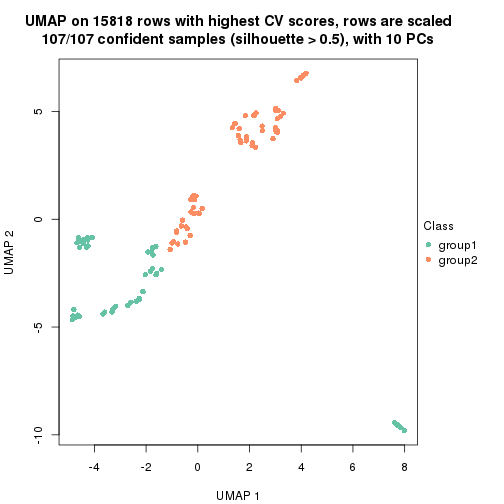 UMAP on 15818 rows with highest CV scores, rows are scaled
107/107 confident samples (silhouette > 0.5), with 10 PCs
5
0
-5
-10
UMAP 2
-4
-2
0
2
4
6
8
UMAP 1
Class
group1
group2